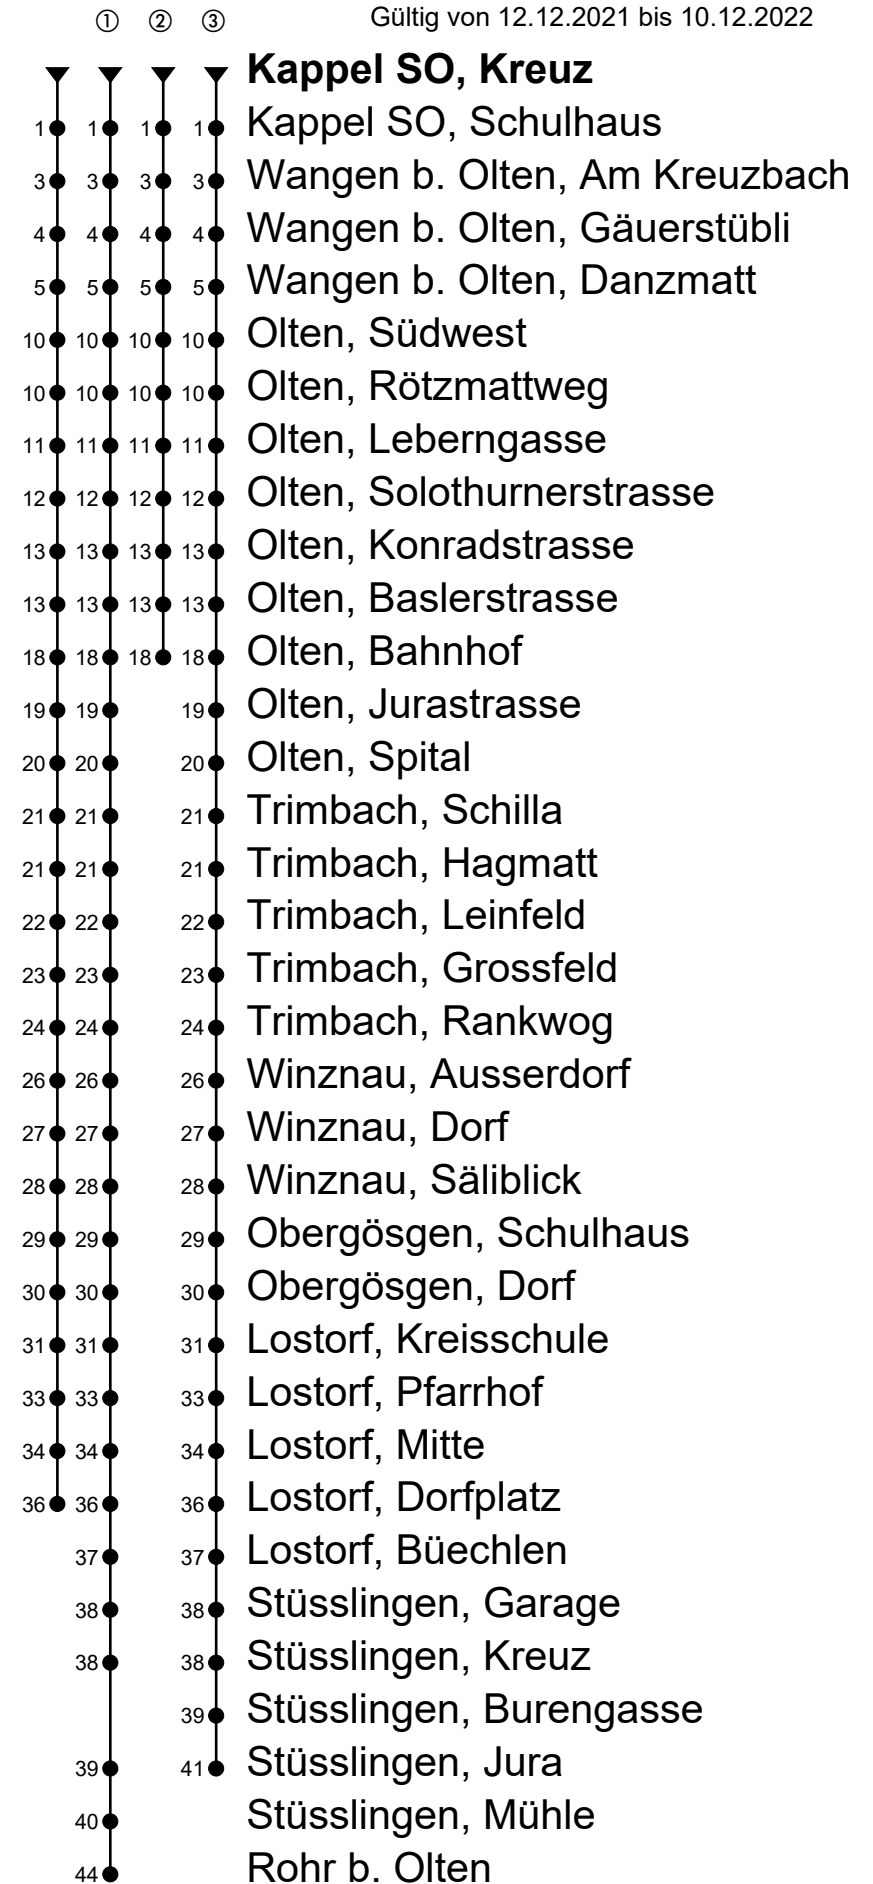 ① ② ③ Gültig von 12.12.2021 bis 10.12.2022
Kappel SO, Kreuz
1 1 1 1 Kappel SO, Schulhaus
3 3 3 3 Wangen b. Olten, Am Kreuzbach
4 4 4 4 Wangen b. Olten, Gäuerstübli
5 5 5 5 Wangen b. Olten, Danzmatt
10 10 10 10 Olten, Südwest
10 10 10 10 Olten, Rötzmattweg
11 11 11 11 Olten, Leberngasse
12 12 12 12 Olten, Solothurnerstrasse
13 13 13 13 Olten, Konradstrasse
13 13 13 13 Olten, Baslerstrasse
18 18 18 18 Olten, Bahnhof
19 19 19 Olten, Jurastrasse
20 20 20 Olten, Spital
21 21 21 Trimbach, Schilla
21 21 21 Trimbach, Hagmatt
22 22 22 Trimbach, Leinfeld
23 23 23 Trimbach, Grossfeld
24 24 24 Trimbach, Rankwog
26 26 26 Winznau, Ausserdorf
27 27 27 Winznau, Dorf
28 28 28 Winznau, Säliblick
29 29 29 Obergösgen, Schulhaus
30 30 30 Obergösgen, Dorf
31 31 31 Lostorf, Kreisschule
33 33 33 Lostorf, Pfarrhof
34 34 34 Lostorf, Mitte
36 36 36 Lostorf, Dorfplatz
37 37 Lostorf, Büechlen
38 38 Stüsslingen, Garage
38 38 Stüsslingen, Kreuz
39 Stüsslingen, Burengasse
39 41 Stüsslingen, Jura
40 Stüsslingen, Mühle
44 Rohr b. Olten